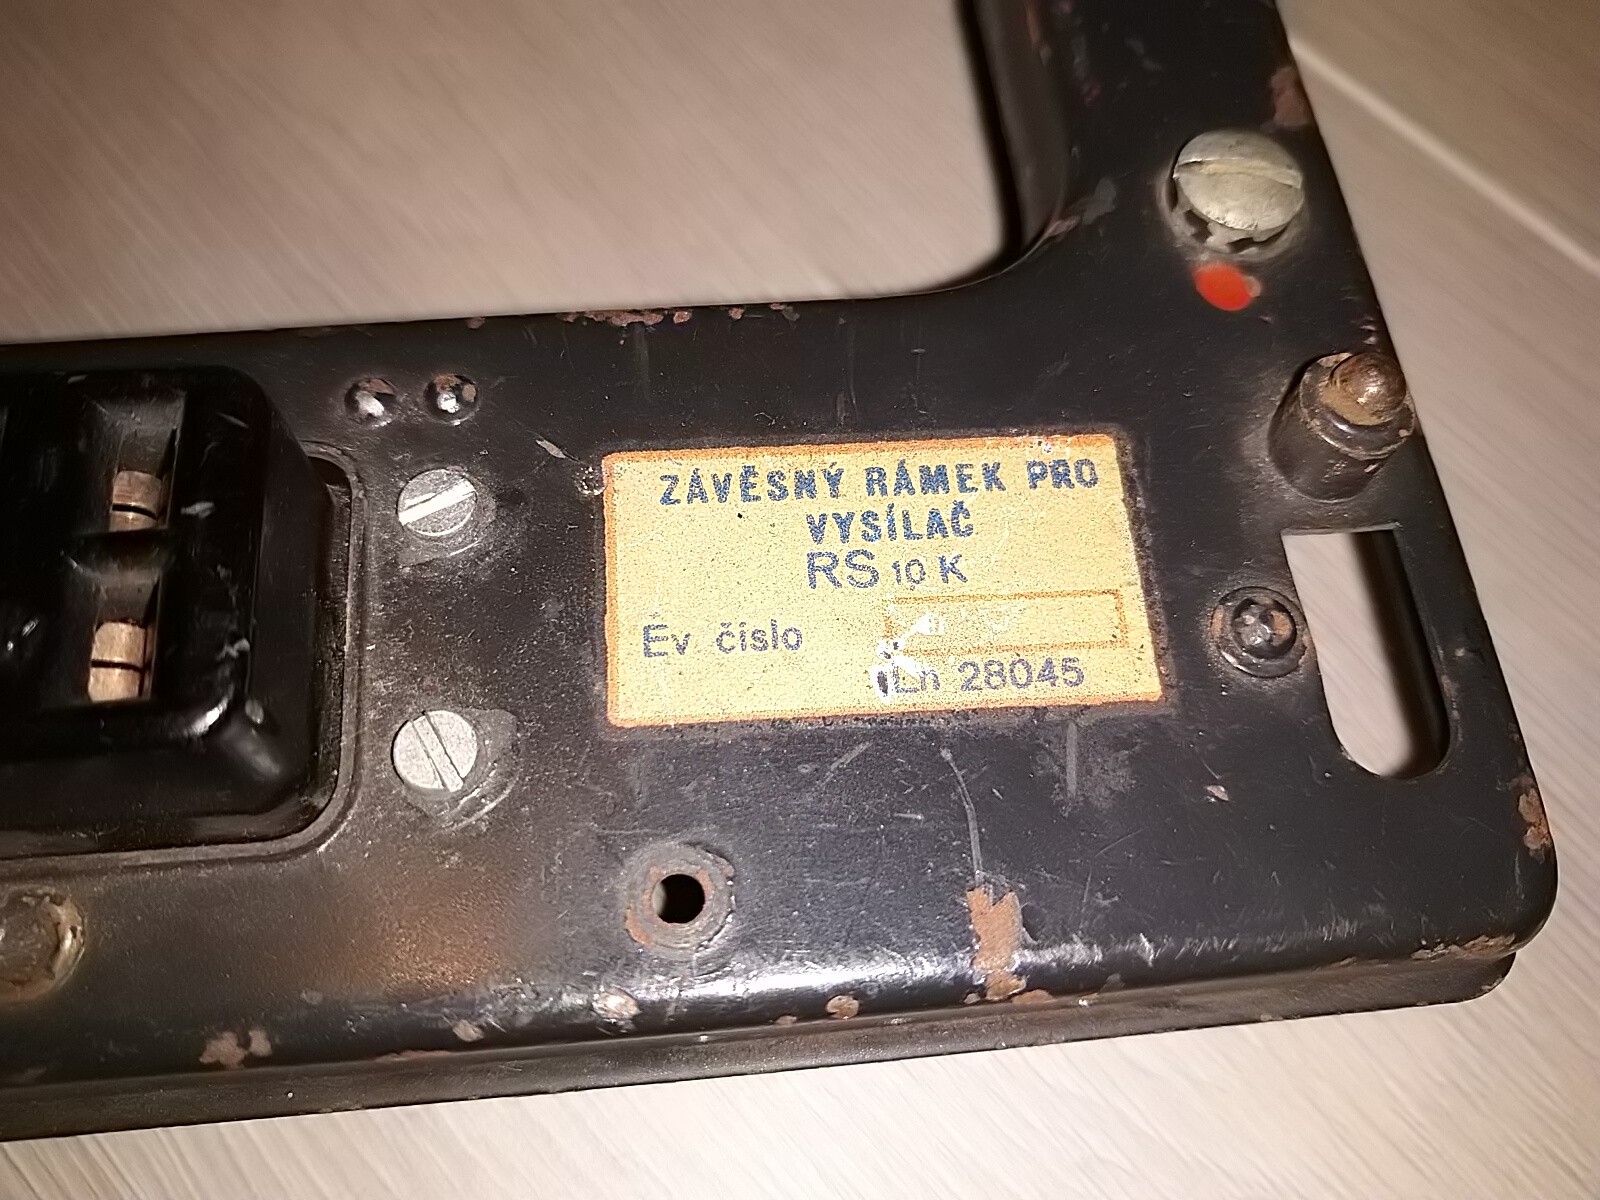 ZÁVĚSNÝ RÁMEK PRO
VYSÍLAČ
RS 10 K
Ev číslo
Ln 28045